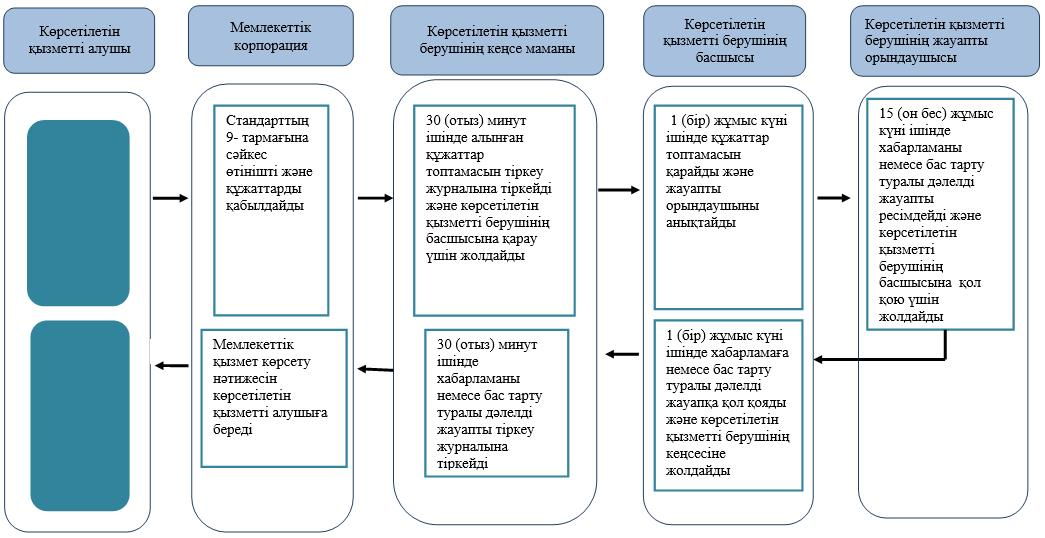 Көрсетілетін
қызметті алушы
Мемлекеттік
корпорация
Көрсетілетін қызметті
берушінің кеңсе маманы
Көрсетілетін
қызметті берушінің
басшысы
Көрсетілетін қызметті
берушінің жауапты
орындаушысы
Стандарттың
9- тармағына
сәйкес
өтінішті және
құжаттарды
қабылдайды
30 (отыз) минут
ішінде алынған
құжаттар
топтамасын тіркеу
журналына тіркейді
және көрсетілетін
қызметті берушінің
басшысына қарау
үшін жолдайды
1 (бір) жұмыс күні
ішінде құжаттар
топтамасын
қарайды және
жауапты
орындаушыны
анықтайды
15 (он бес) жұмыс
күні ішінде
хабарламаны
немесе бас тарту
туралы дәлелді
жауапты
ресімдейді және
көрсетілетін
қызметті
берушінің
басшысына қол
қою үшін
жолдайды
Мемлекеттік
қызмет көрсету
нәтижесін
көрсетілетін
қызметті алушыға
береді
30 (отыз) минут
ішінде
хабарламаны
немесе бас тарту
туралы дәлелді
жауапты тіркеу
журналына
тіркейді
1 (бір) жұмыс күні
ішінде хабарламаға
немесе бас тарту
туралы дәлелді
жауапқа қол қояды
және көрсетілетін
қызметті берушінің
кеңсесіне
жолдайды